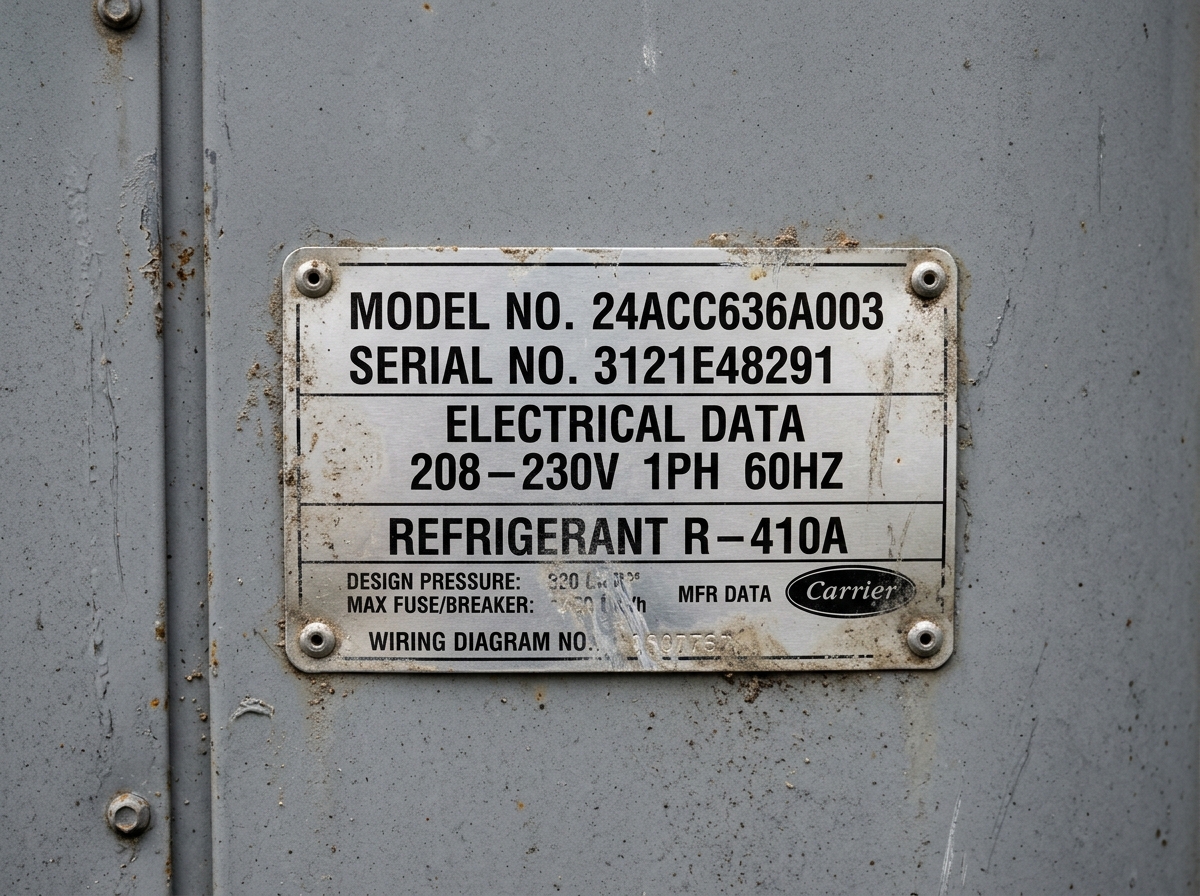 MODEL NO. 24ACC636A003
SERIAL NO. 3121E48291
ELECTRICAL DATA
208–230V 1PH 60HZ
REFRIGERANT R–410A
DESIGN PRESSURE:
MAX FUSE/BREAKER:
MFR DATA Carrier
WIRING DIAGRAM NO.